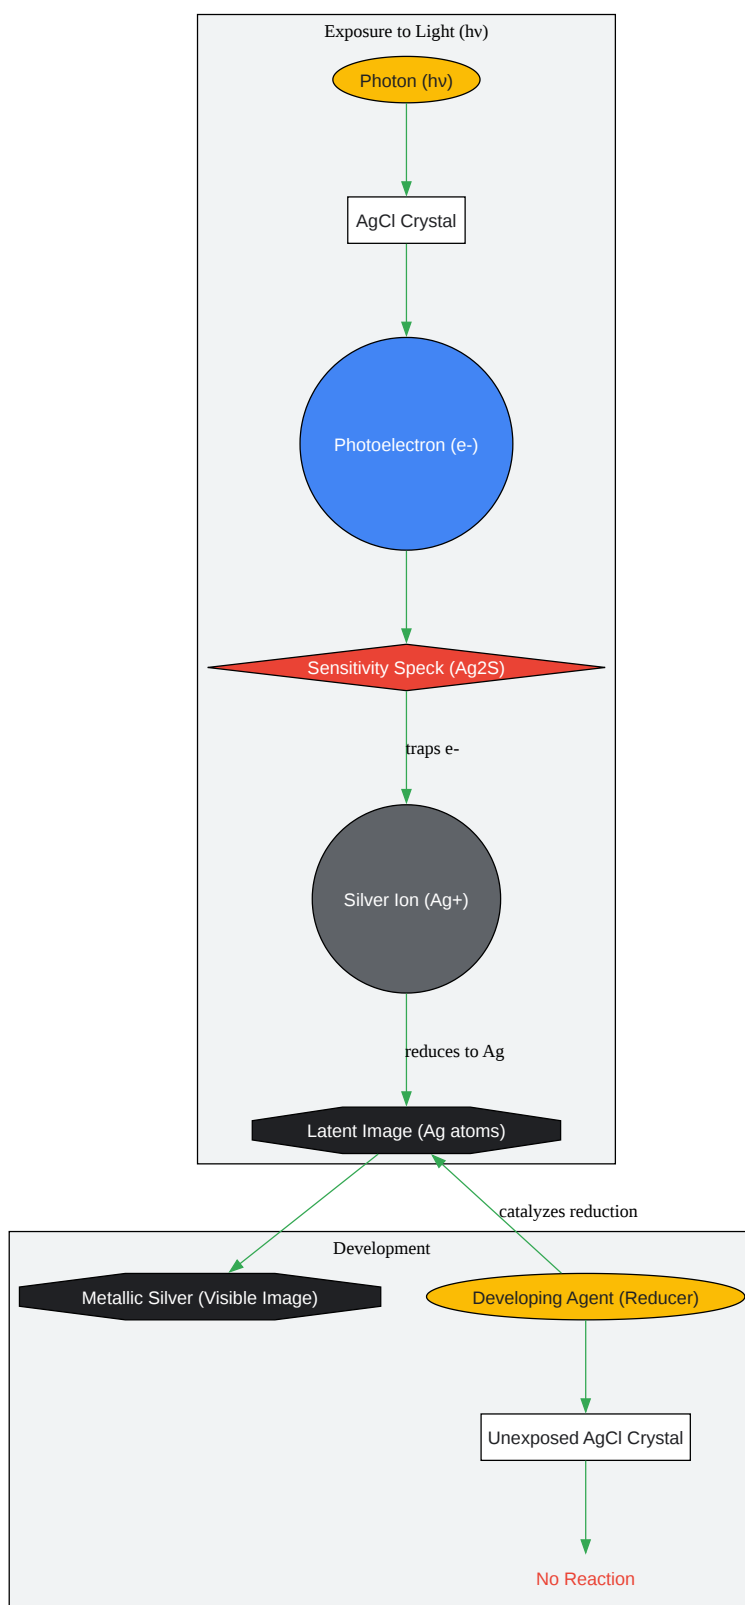 Exposure to Light (hν)
Photon (hν)
AgCl Crystal
Photoelectron (e-)
Sensitivity Speck (Ag2S)
traps e-
Silver Ion (Ag+)
reduces to Ag
Latent Image (Ag atoms)
catalyzes reduction
Development
Metallic Silver (Visible Image)
Developing Agent (Reducer)
Unexposed AgCl Crystal
No Reaction